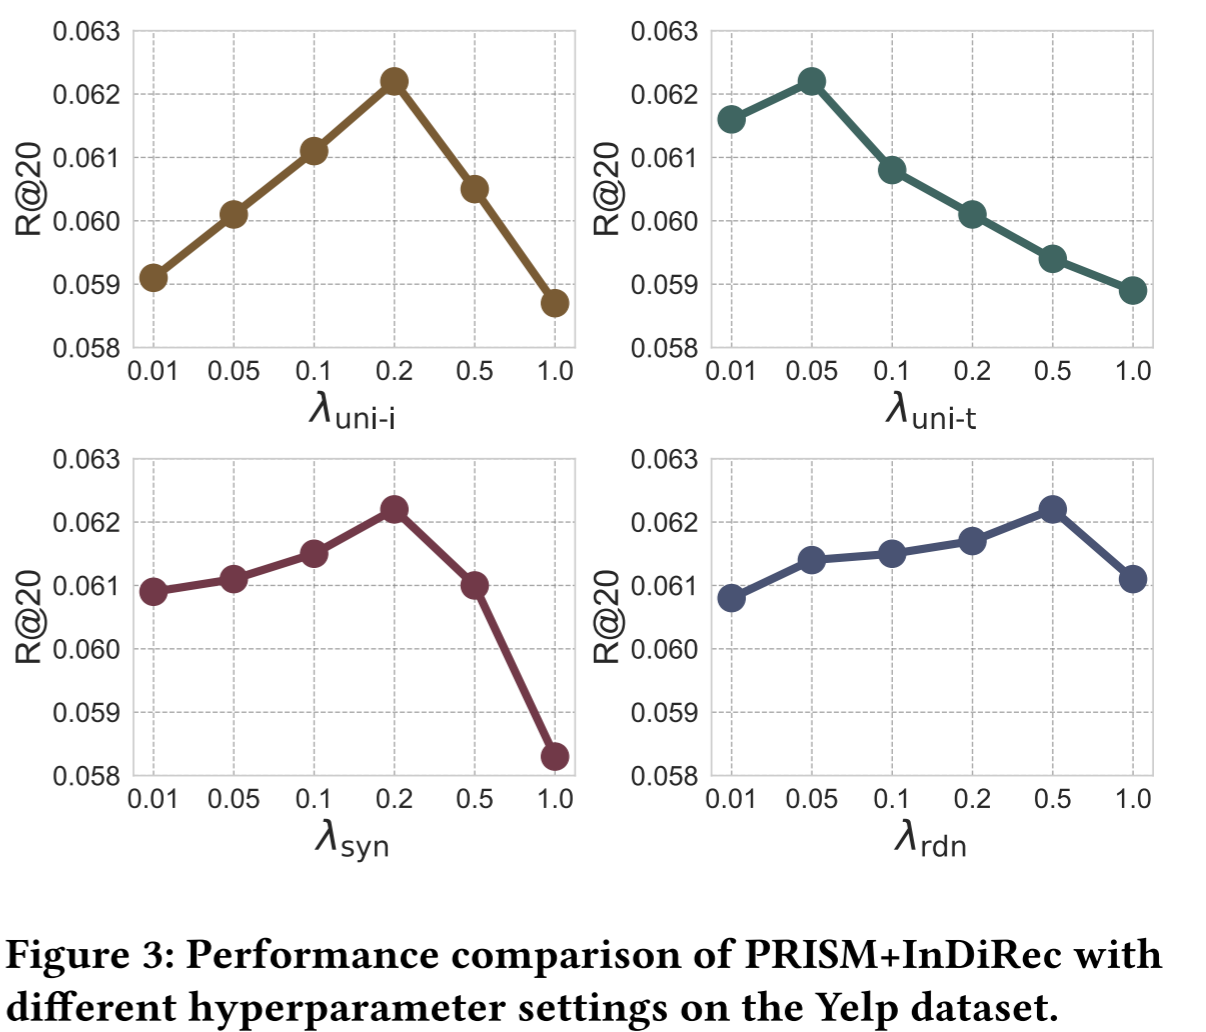 0.063
0.062
0.061
0.060
0.059
0.058
R@20
0.01 0.05 0.1 0.2 0.5 1.0
λuni-i
0.063
0.062
0.061
0.060
0.059
0.058
R@20
0.01 0.05 0.1 0.2 0.5 1.0
λuni-t
0.063
0.062
0.061
0.060
0.059
0.058
R@20
0.01 0.05 0.1 0.2 0.5 1.0
λsyn
0.063
0.062
0.061
0.060
0.059
0.058
R@20
0.01 0.05 0.1 0.2 0.5 1.0
λrdn
Figure 3: Performance comparison of PRISM+InDiRec with
different hyperparameter settings on the Yelp dataset.